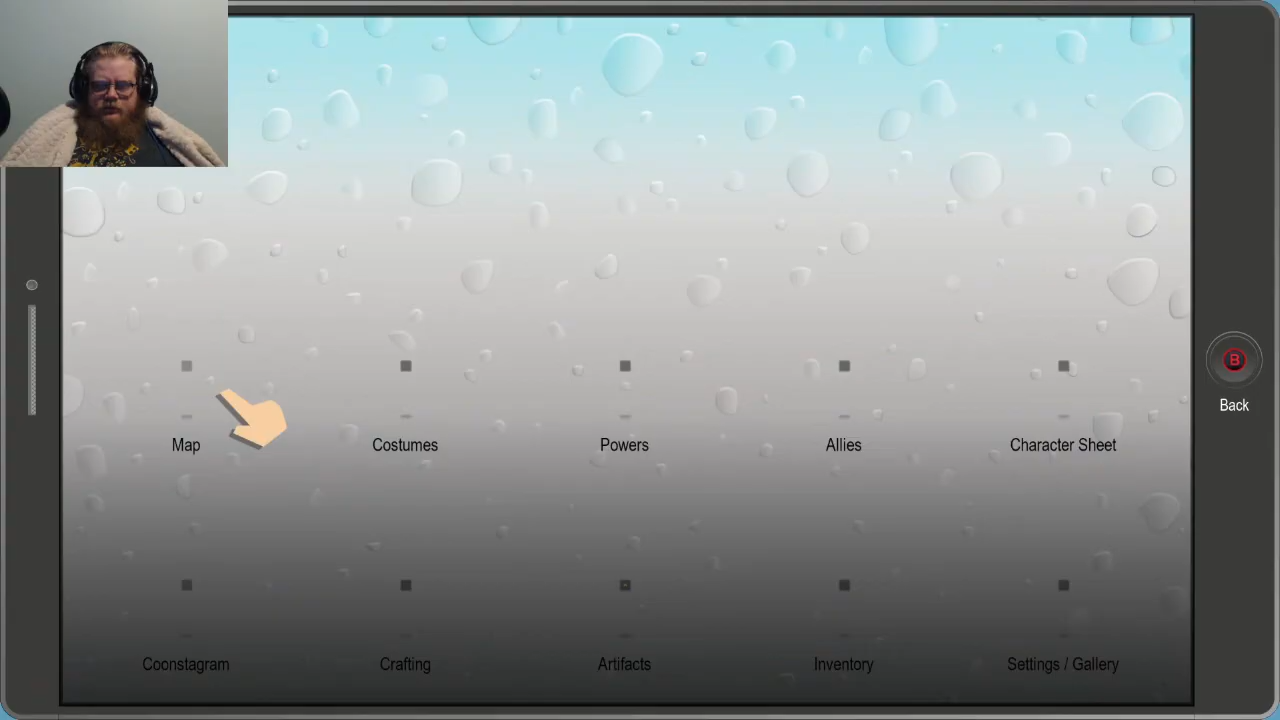 B
Back
Map
Costumes
Powers
Allies
Character Sheet
Coonstagram
Crafting
Artifacts
Inventory
Settings / Gallery